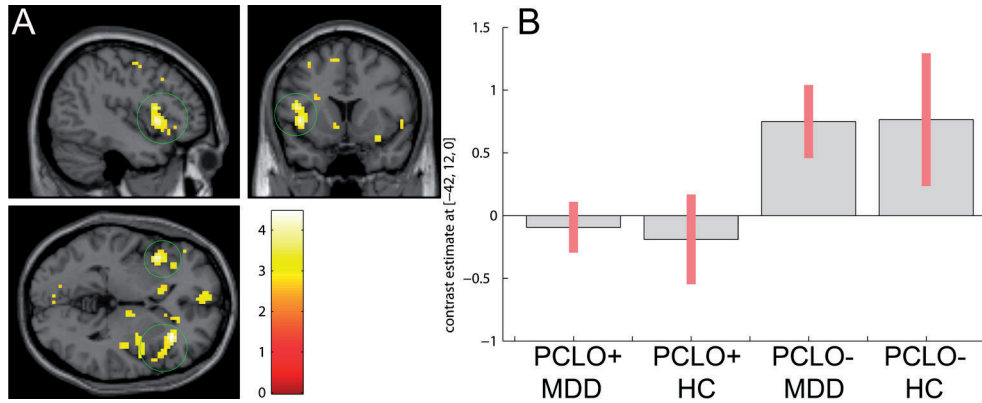 A
4
3
2
1
0
B
contrast estimate at [−42, 12, 0]
1.5
1
0.5
0
−0.5
−1
PCLO+ MDD
PCLO+ HC
PCLO- MDD
PCLO- HC